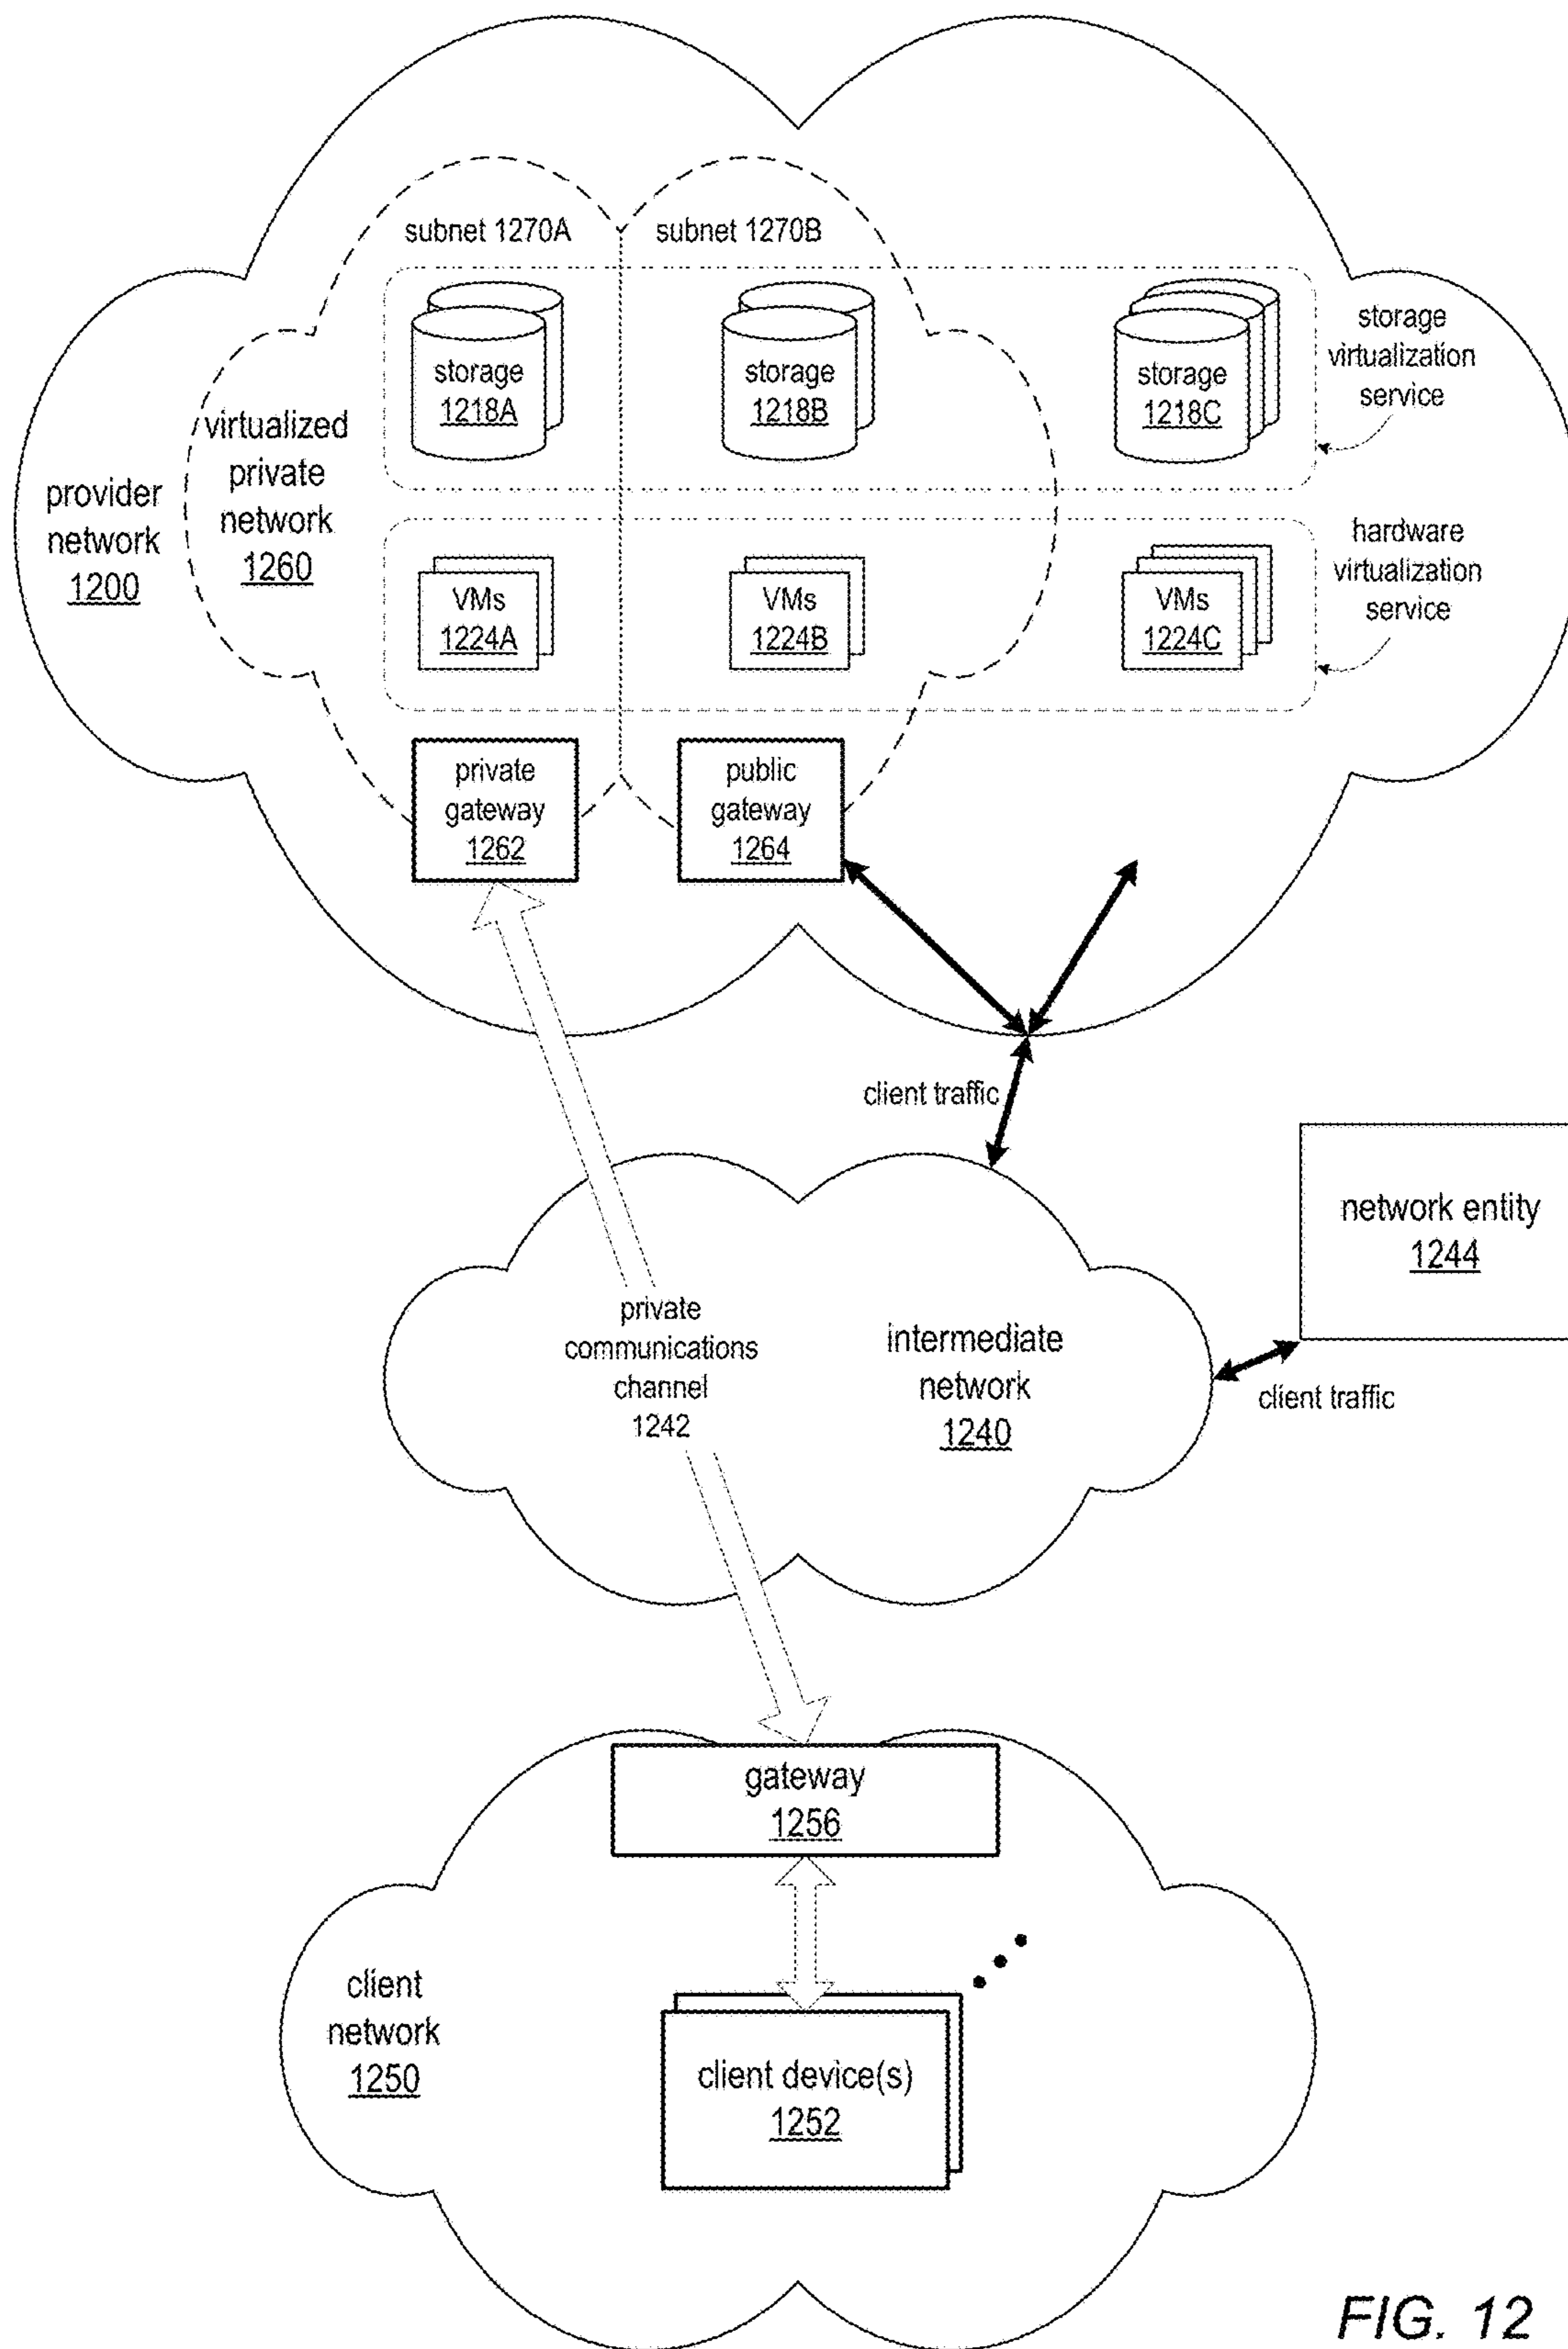 subnet 1270A
subnet 1270B
storage
1218A
storage
1218B
storage
1218C
storage
virtualization
service
virtualized
private
network
1260
provider
network
1200
VMs
1224A
VMs
1224B
VMs
1224C
hardware
virtualization
service
private
gateway
1262
public
gateway
1264
client traffic
network entity
1244
private
communications
channel
1242
intermediate
network
1240
client traffic
gateway
1256
client
network
1250
client device(s)
1252
FIG. 12